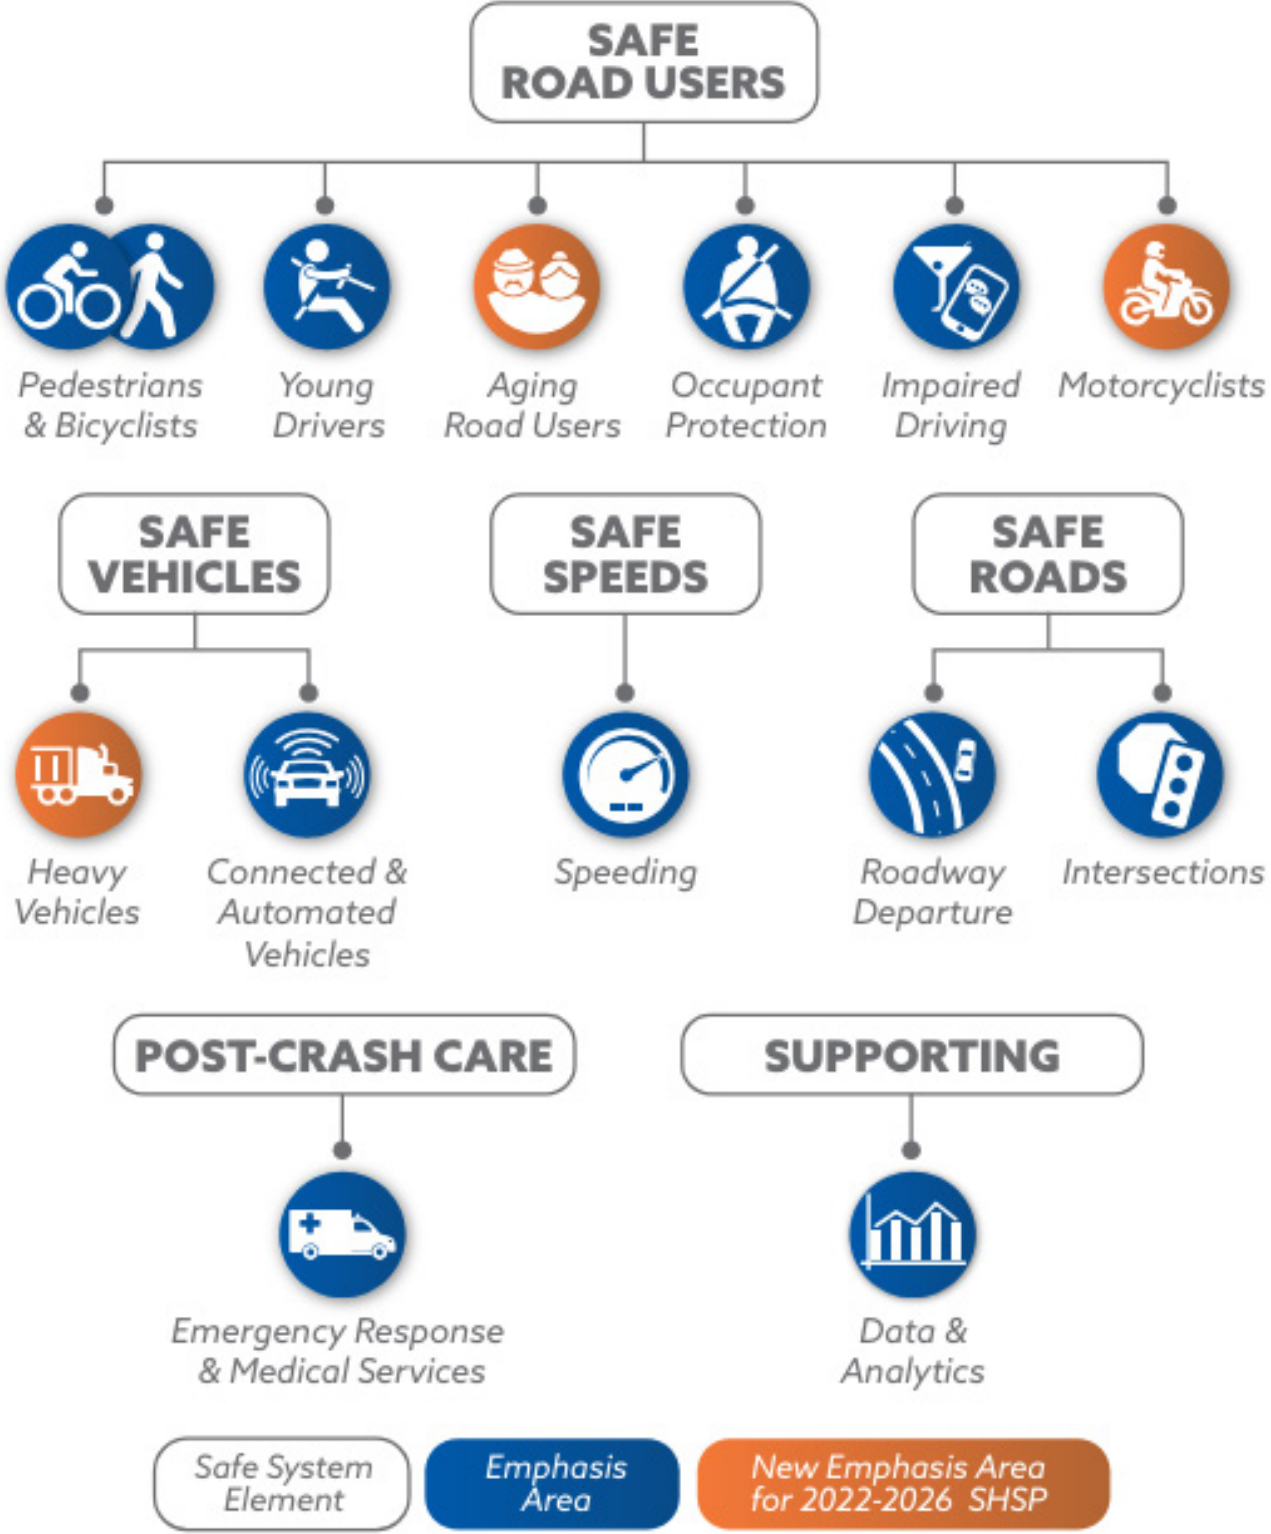 SAFE
ROAD USERS
Pedestrians
& Bicyclists
Young
Drivers
Aging
Road Users
Occupant
Protection
Impaired
Driving
Motorcyclists
SAFE
VEHICLES
SAFE
SPEEDS
SAFE
ROADS
Heavy
Vehicles
Connected &
Automated
Vehicles
Speeding
Roadway
Departure
Intersections
POST-CRASH CARE
SUPPORTING
Emergency Response
& Medical Services
Data &
Analytics
Safe System
Element
Emphasis
Area
New Emphasis Area
for 2022-2026 SHSP